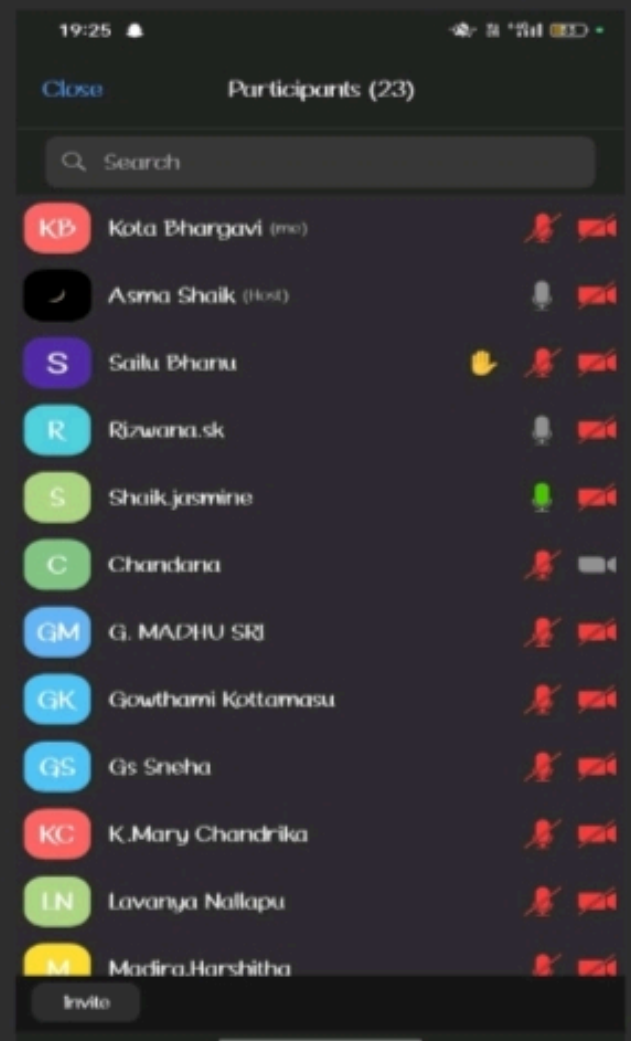 19:25
Close Participants (23)
Search
KB Kota Bhargavi (me)
Asma Shaik (Host)
S Sailu Bhanu
R Rizwana.sk
S Shaik.jasmine
C Chandana
GM G. MADHU SRI
GK Gowthami Kottamasu
GS Gs Sneha
KC K.Mary Chandrika
LN Lavanya Nallapu
M Madira.Harshitha
Invite